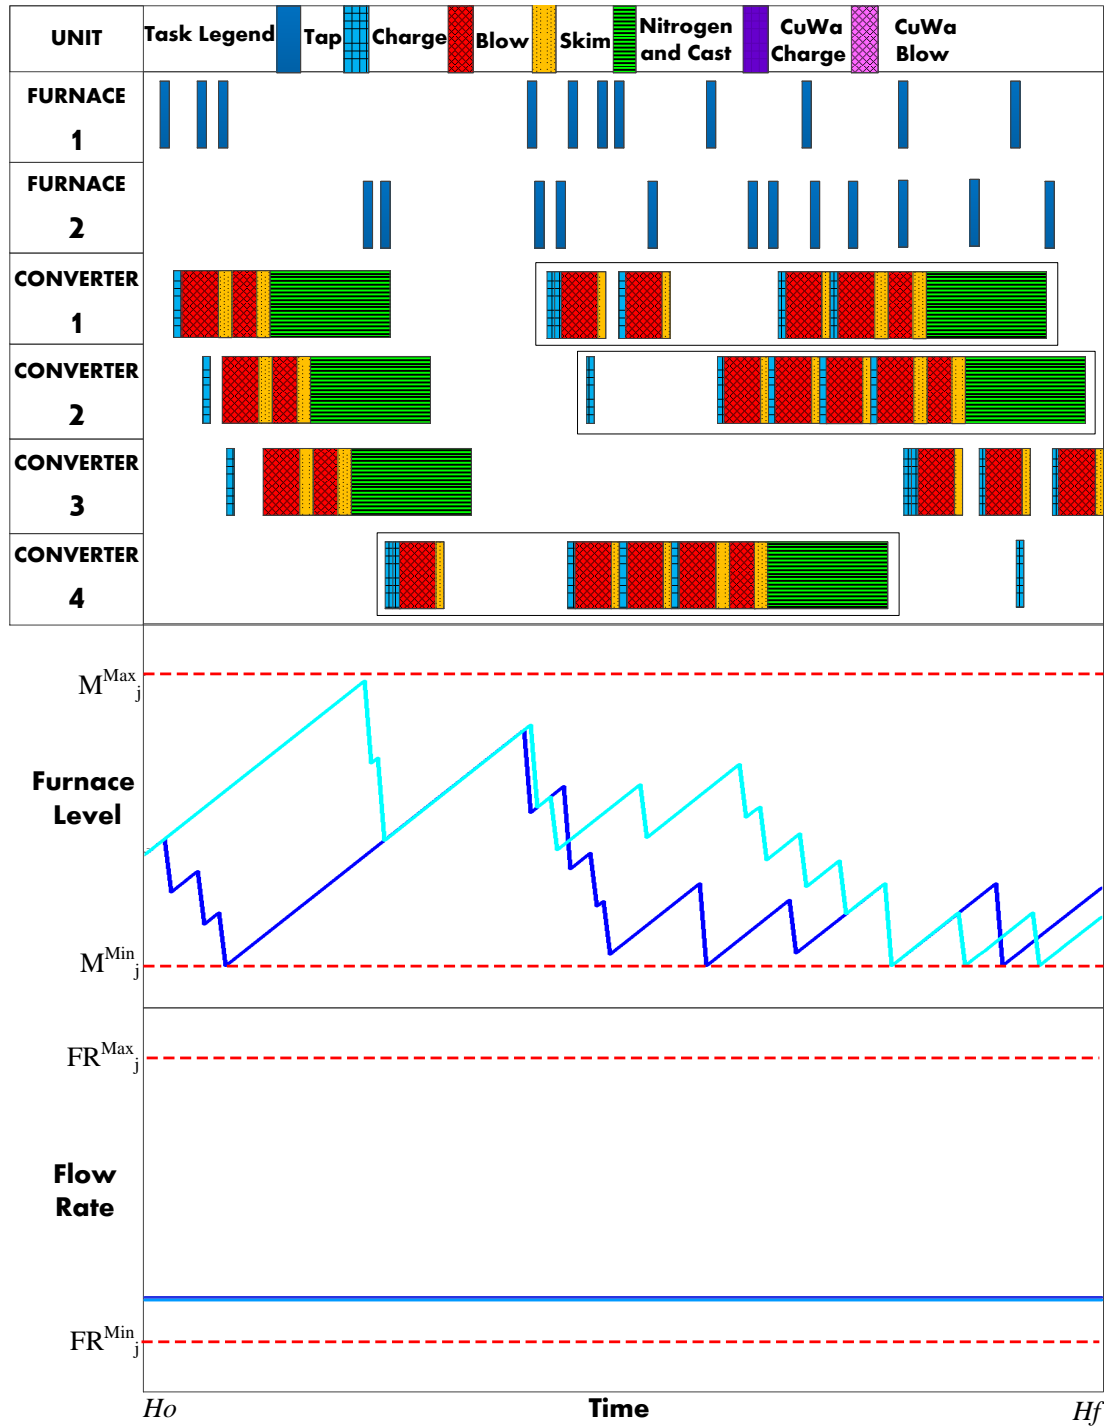 UNIT
Task Legend
Tap
Charge
Blow
Skim
Nitrogen
and Cast
CuWa
Charge
CuWa
Blow
FURNACE
1
FURNACE
2
CONVERTER
1
CONVERTER
2
CONVERTER
3
CONVERTER
4
M^Max_j
Furnace
Level
M^Min_j
FR^Max_j
Flow
Rate
FR^Min_j
Ho
Time
Hf